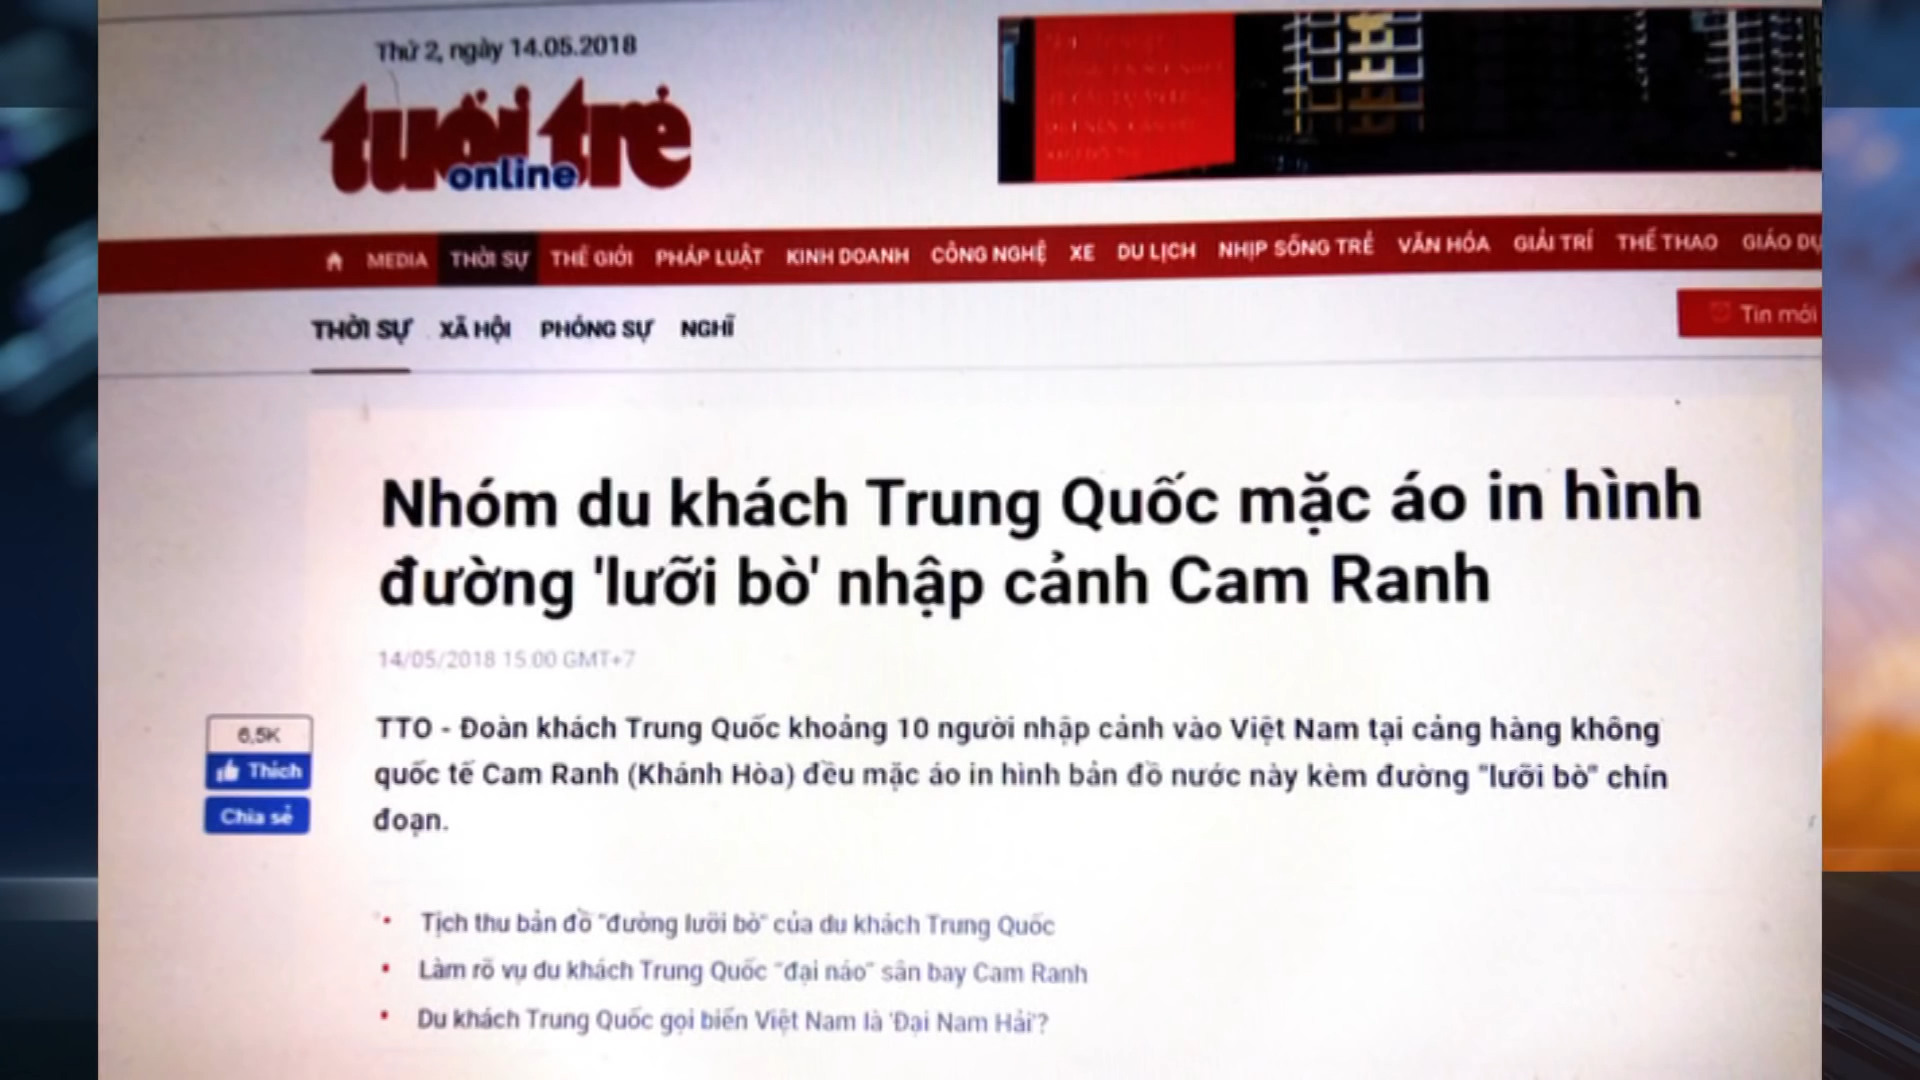 Thứ 2, ngày 14.05.2018
tuổi trẻ
online
MEDIA THỜI SỰ THẾ GIỚI PHÁP LUẬT KINH DOANH CÔNG NGHỆ XE DU LỊCH NHỊP SỐNG TRẺ VĂN HÓA GIẢI TRÍ THỂ THAO GIÁO DỤ
THỜI SỰ XÃ HỘI PHÓNG SỰ NGHĨ
Tin mới
Nhóm du khách Trung Quốc mặc áo in hình
đường 'lưỡi bò' nhập cảnh Cam Ranh
14/05/2018 15:00 GMT+7
6,5K
Thích
Chia sẻ
TTO - Đoàn khách Trung Quốc khoảng 10 người nhập cảnh vào Việt Nam tại cảng hàng không
quốc tế Cam Ranh (Khánh Hòa) đều mặc áo in hình bản đồ nước này kèm đường "lưỡi bò" chín
đoạn.
• Tịch thu bản đồ "đường lưỡi bò" của du khách Trung Quốc
• Làm rõ vụ du khách Trung Quốc "đại náo" sân bay Cam Ranh
• Du khách Trung Quốc gọi biển Việt Nam là 'Đại Nam Hải'?